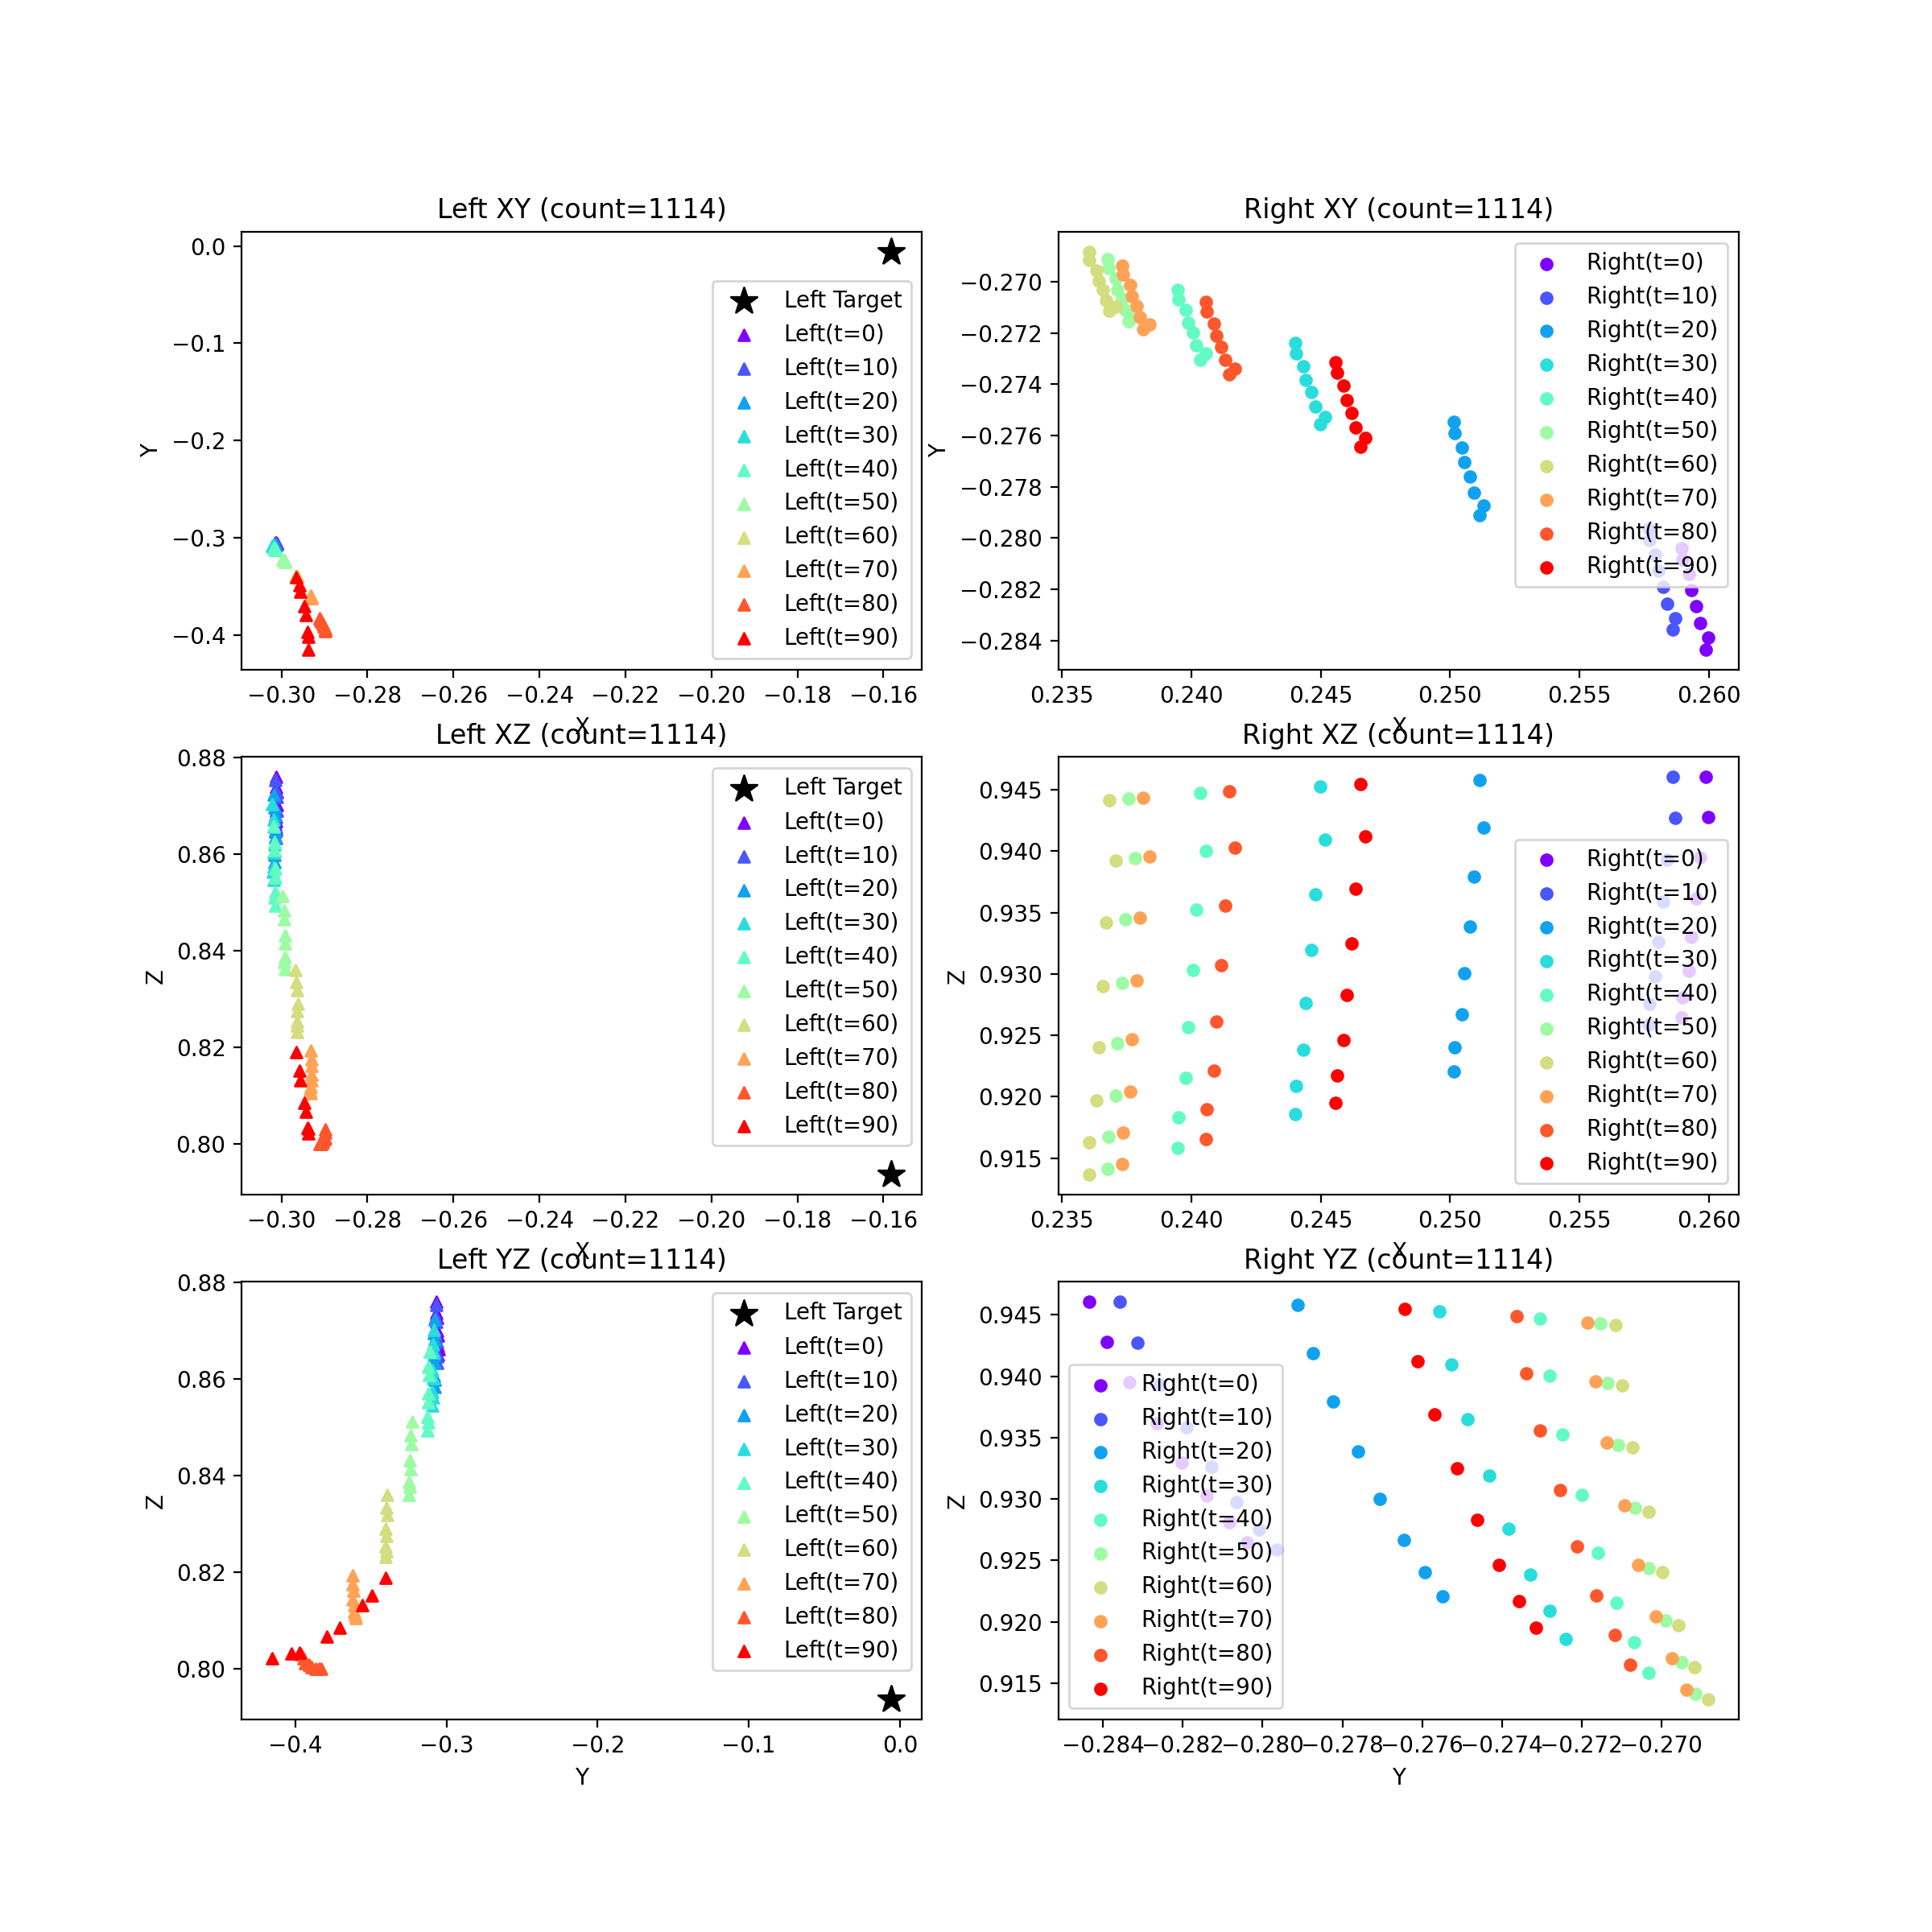 Left XY (count=1114)
Y
0.0
−0.1
−0.2
−0.3
−0.4
Left Target
Left(t=0)
Left(t=10)
Left(t=20)
Left(t=30)
Left(t=40)
Left(t=50)
Left(t=60)
Left(t=70)
Left(t=80)
Left(t=90)
−0.30 −0.28 −0.26 −0.24 −0.22 −0.20 −0.18 −0.16
X
Right XY (count=1114)
Y
−0.270
−0.272
−0.274
−0.276
−0.278
−0.280
−0.282
−0.284
Right(t=0)
Right(t=10)
Right(t=20)
Right(t=30)
Right(t=40)
Right(t=50)
Right(t=60)
Right(t=70)
Right(t=80)
Right(t=90)
0.235 0.240 0.245 0.250 0.255 0.260
X
Left XZ (count=1114)
Z
0.88
0.86
0.84
0.82
0.80
Left Target
Left(t=0)
Left(t=10)
Left(t=20)
Left(t=30)
Left(t=40)
Left(t=50)
Left(t=60)
Left(t=70)
Left(t=80)
Left(t=90)
−0.30 −0.28 −0.26 −0.24 −0.22 −0.20 −0.18 −0.16
X
Right XZ (count=1114)
Z
0.945
0.940
0.935
0.930
0.925
0.920
0.915
Right(t=0)
Right(t=10)
Right(t=20)
Right(t=30)
Right(t=40)
Right(t=50)
Right(t=60)
Right(t=70)
Right(t=80)
Right(t=90)
0.235 0.240 0.245 0.250 0.255 0.260
X
Left YZ (count=1114)
Z
0.88
0.86
0.84
0.82
0.80
Left Target
Left(t=0)
Left(t=10)
Left(t=20)
Left(t=30)
Left(t=40)
Left(t=50)
Left(t=60)
Left(t=70)
Left(t=80)
Left(t=90)
−0.4 −0.3 −0.2 −0.1 0.0
Y
Right YZ (count=1114)
Z
0.945
0.940
0.935
0.930
0.925
0.920
0.915
Right(t=0)
Right(t=10)
Right(t=20)
Right(t=30)
Right(t=40)
Right(t=50)
Right(t=60)
Right(t=70)
Right(t=80)
Right(t=90)
−0.284 −0.282 −0.280 −0.278 −0.276 −0.274 −0.272 −0.270
Y